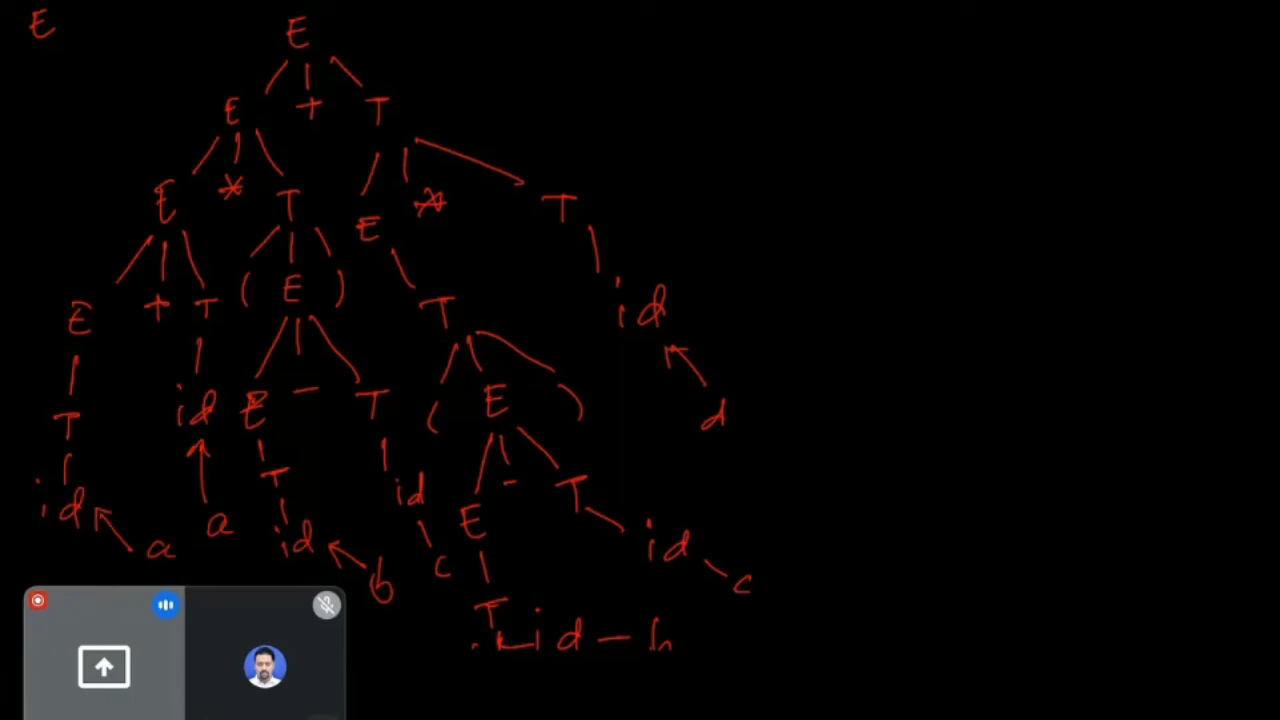 E E
E + T
E * T E * T
E + T ( E ) T id
T id E - T ( E ) d
id a T id E - T
a id b c T id c
id - b